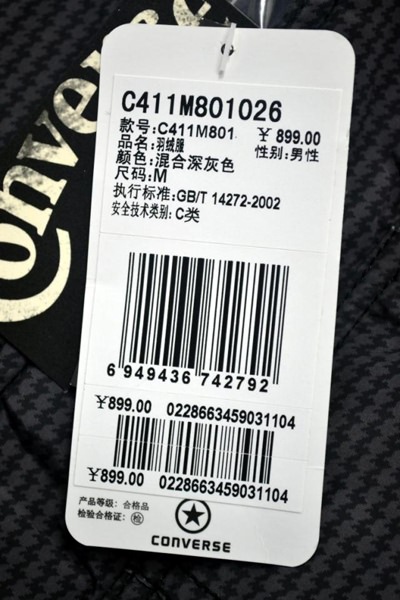 Converse
C411M801026
款号:C411M801 ￥899.00
品名:羽绒服 性别:男性
颜色:混合深灰色
尺码:M
执行标准:GB/T 14272-2002
安全技术类别:C类
6 949436 742792
￥899.00 0228663459031104
￥899.00 0228663459031104
产品等级:合格品
检验合格证:检
CONVERSE